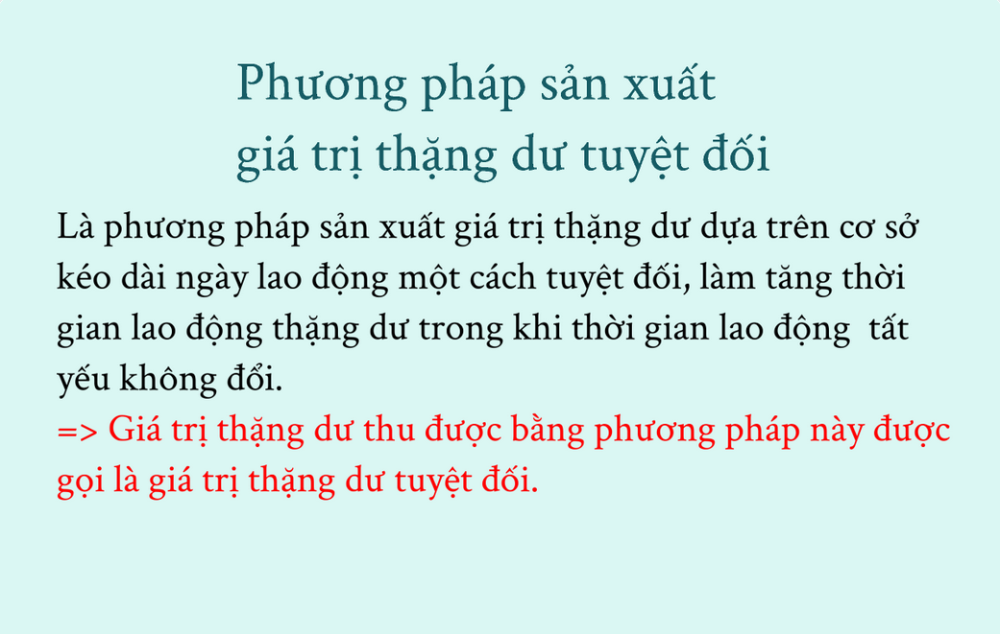 Phương pháp sản xuất
giá trị thặng dư tuyệt đối
Là phương pháp sản xuất giá trị thặng dư dựa trên cơ sở
kéo dài ngày lao động một cách tuyệt đối, làm tăng thời
gian lao động thặng dư trong khi thời gian lao động  tất
yếu không đổi.
=> Giá trị thặng dư thu được bằng phương pháp này được
gọi là giá trị thặng dư tuyệt đối.